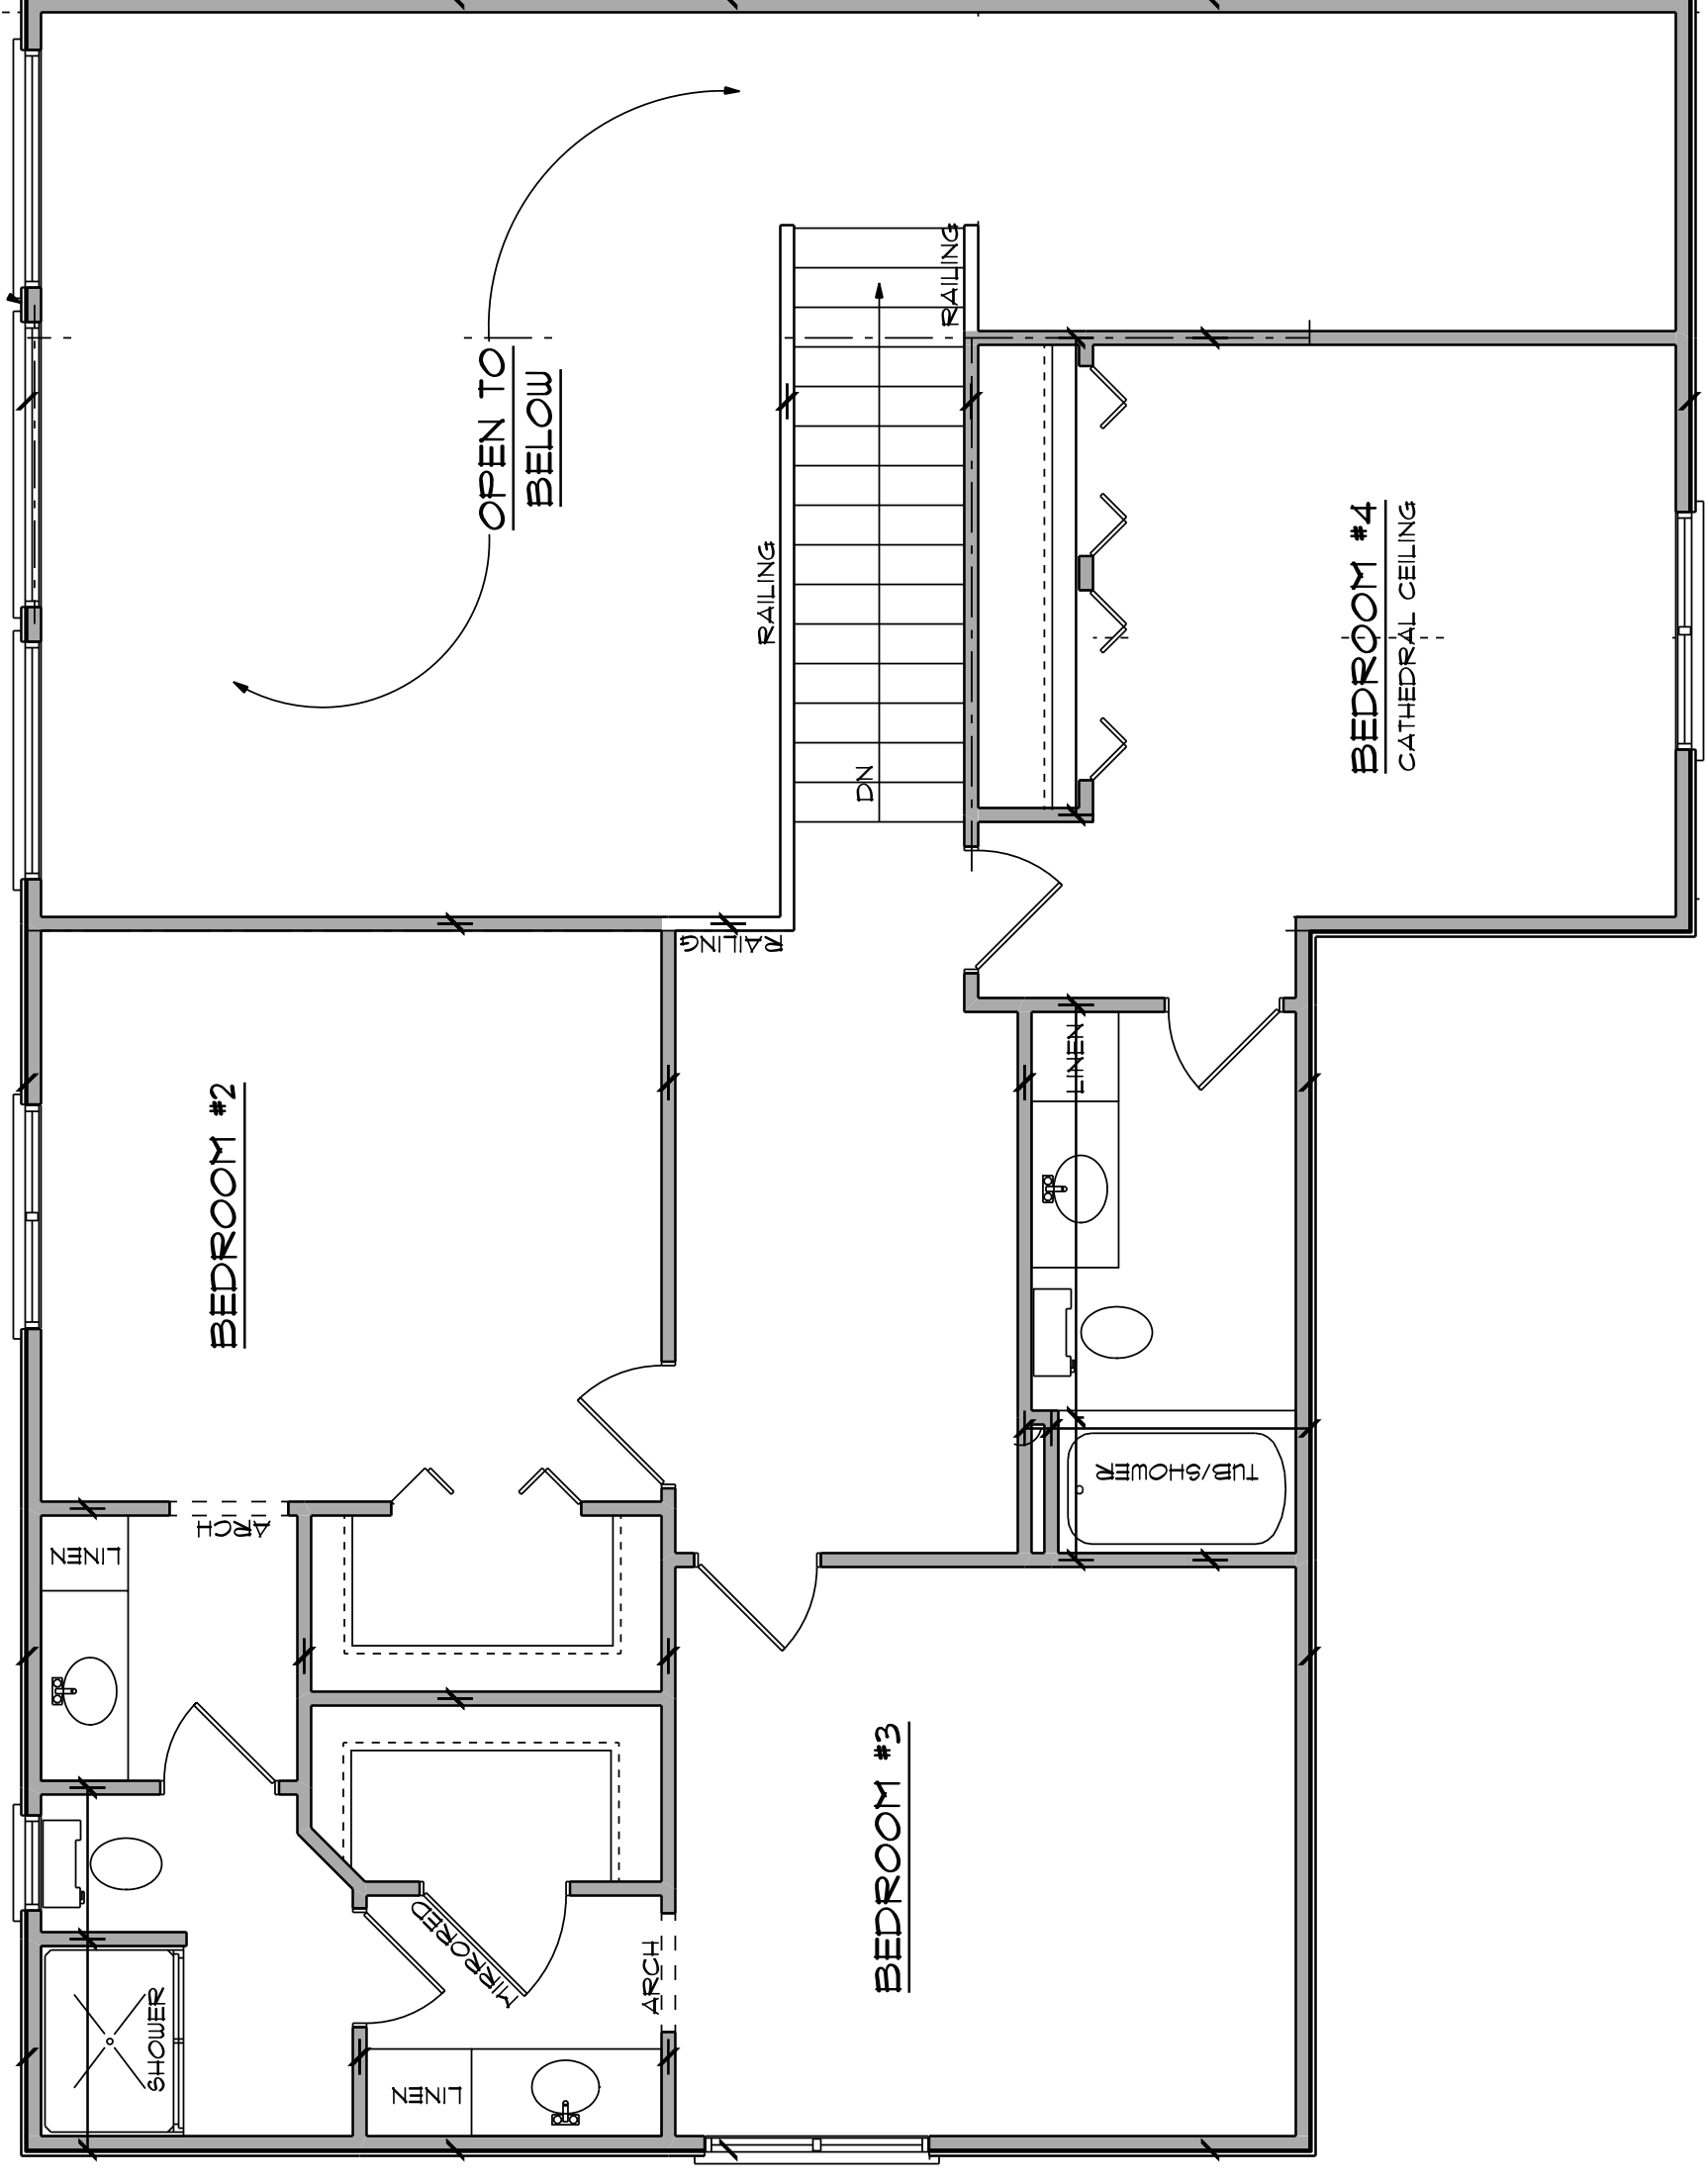 OPEN TO
BELOW
RAILING
RAILING
DN
RAILING
BEDROOM #4
CATHEDRAL CEILING
BEDROOM #2
LINEN
TUB/SHOWER
ARCH
LINEN
BEDROOM #3
MIRRORED
ARCH
SHOWER
LINEN